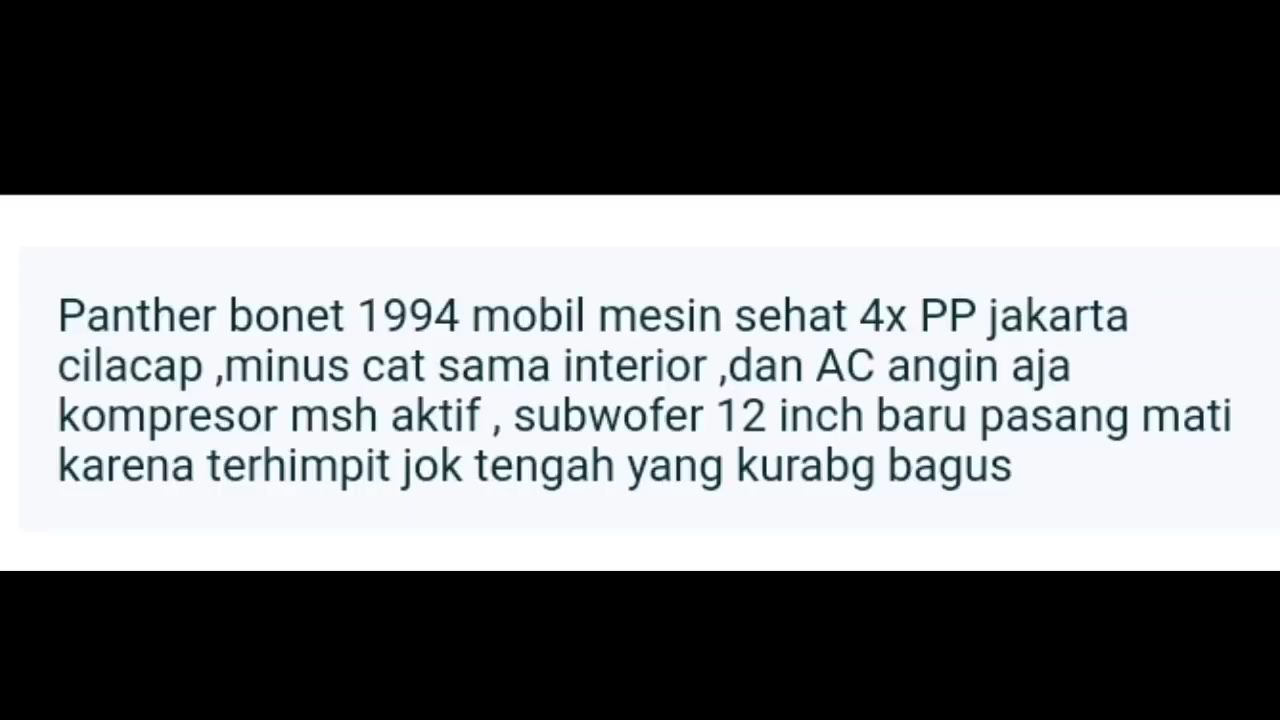 Panther bonet 1994 mobil mesin sehat 4x PP jakarta
cilacap ,minus cat sama interior ,dan AC angin aja
kompresor msh aktif , subwofer 12 inch baru pasang mati
karena terhimpit jok tengah yang kurabg bagus